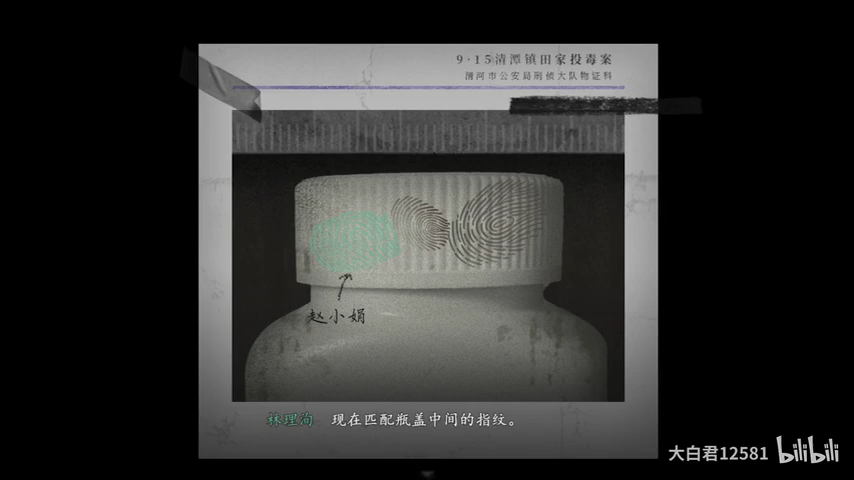 9·15清潭镇田家投毒案
渭河市公安局刑侦大队物证科
赵小娟
林理洵 现在匹配瓶盖中间的指纹。
大白君12581 bilibili